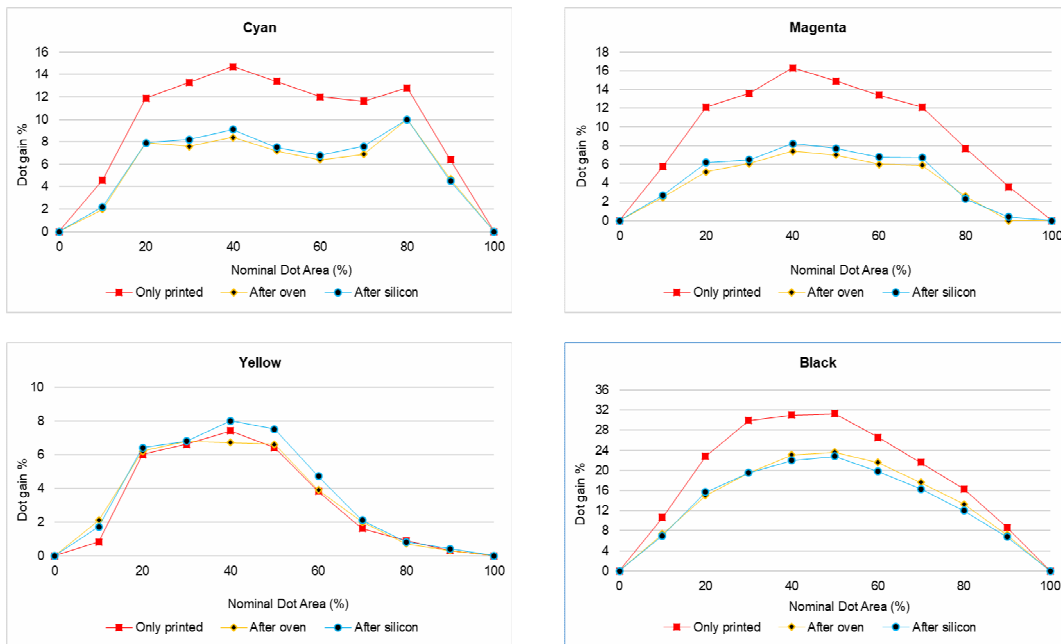 Cyan
16
14
12
10
8
6
4
2
0
Dot gain %
0 20 40 60 80 100
Nominal Dot Area (%)
Only printed After oven After silicon
Magenta
18
16
14
12
10
8
6
4
2
0
Dot gain %
0 20 40 60 80 100
Nominal Dot Area (%)
Only printed After oven After silicon
Yellow
10
8
6
4
2
0
Dot gain %
0 20 40 60 80 100
Nominal Dot Area (%)
Only printed After oven After silicon
Black
36
32
28
24
20
16
12
8
4
0
Dot gain %
0 20 40 60 80 100
Nominal Dot Area (%)
Only printed After oven After silicon